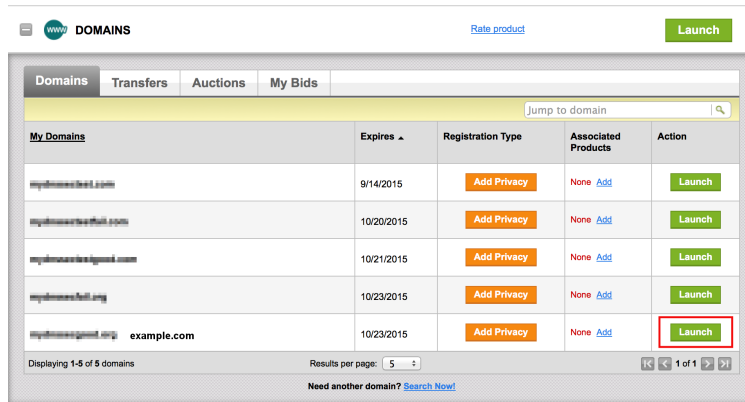 www DOMAINS Rate product Launch
Domains Transfers Auctions My Bids
Jump to domain
My Domains Expires Registration Type Associated Products Action
9/14/2015 Add Privacy None Add Launch
10/20/2015 Add Privacy None Add Launch
10/21/2015 Add Privacy None Add Launch
10/23/2015 Add Privacy None Add Launch
example.com 10/23/2015 Add Privacy None Add Launch
Displaying 1-5 of 5 domains Results per page: 5 1 of 1
Need another domain? Search Now!